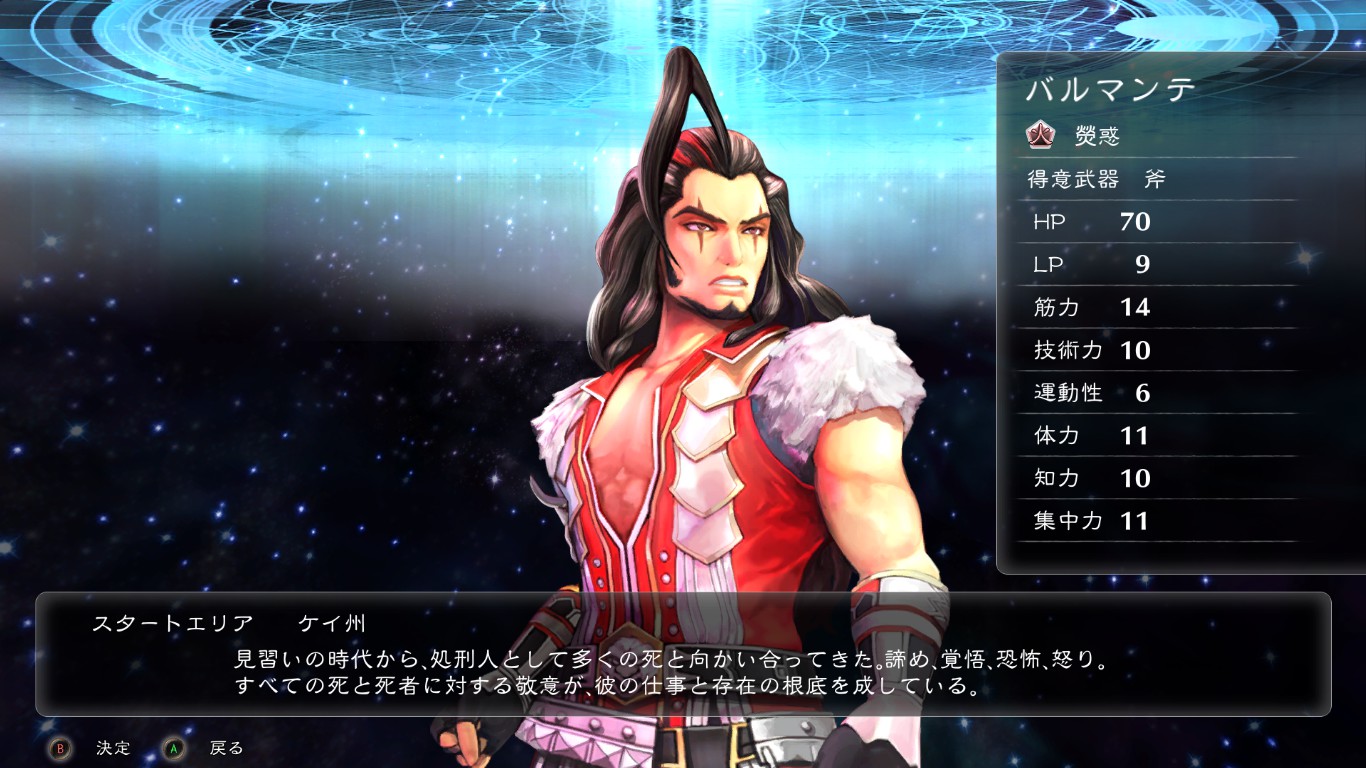 バルマンテ
火 熒惑
得意武器 斧
HP 70
LP 9
筋力 14
技術力 10
運動性 6
体力 11
知力 10
集中力 11
スタートエリア ケイ州
見習いの時代から、処刑人として多くの死と向かい合ってきた。諦め、覚悟、恐怖、怒り。
すべての死と死者に対する敬意が、彼の仕事と存在の根底を成している。
B 決定 A 戻る